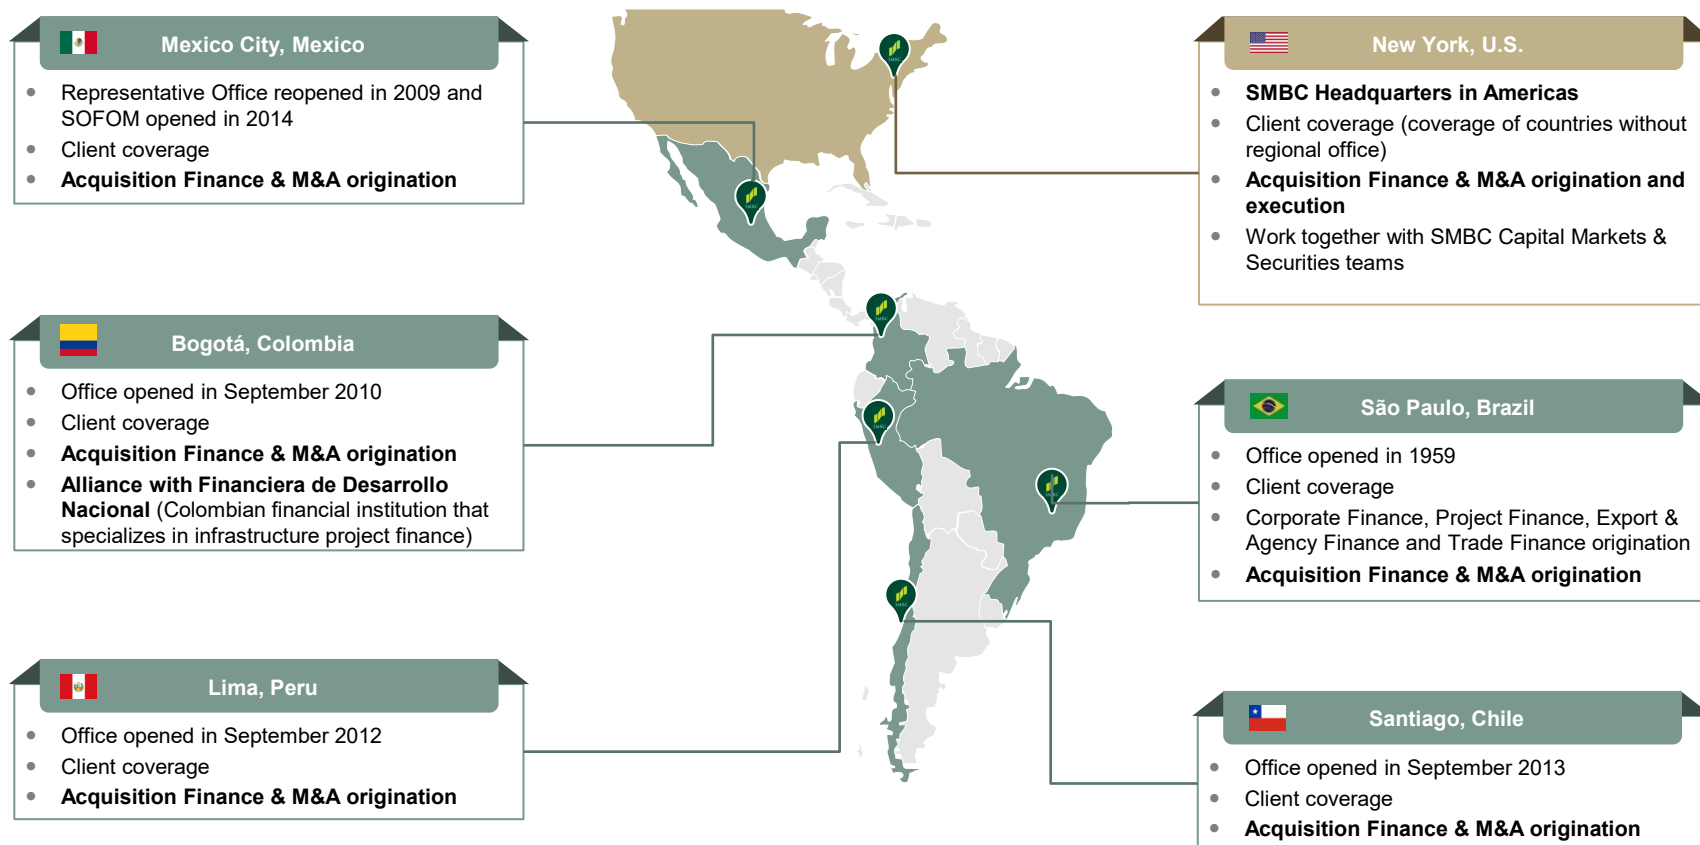 Mexico City, Mexico
Representative Office reopened in 2009 and
SOFOM opened in 2014
Client coverage
Acquisition Finance & M&A origination
Bogotá, Colombia
Office opened in September 2010
Client coverage
Acquisition Finance & M&A origination
Alliance with Financiera de Desarrollo
Nacional (Colombian financial institution that
specializes in infrastructure project finance)
Lima, Peru
Office opened in September 2012
Client coverage
Acquisition Finance & M&A origination
SMBC
SMBC
SMBC
SMBC
SMBC
SMBC
New York, U.S.
SMBC Headquarters in Americas
Client coverage (coverage of countries without
regional office)
Acquisition Finance & M&A origination and
execution
Work together with SMBC Capital Markets &
Securities teams
São Paulo, Brazil
Office opened in 1959
Client coverage
Corporate Finance, Project Finance, Export &
Agency Finance and Trade Finance origination
Acquisition Finance & M&A origination
Santiago, Chile
Office opened in September 2013
Client coverage
Acquisition Finance & M&A origination